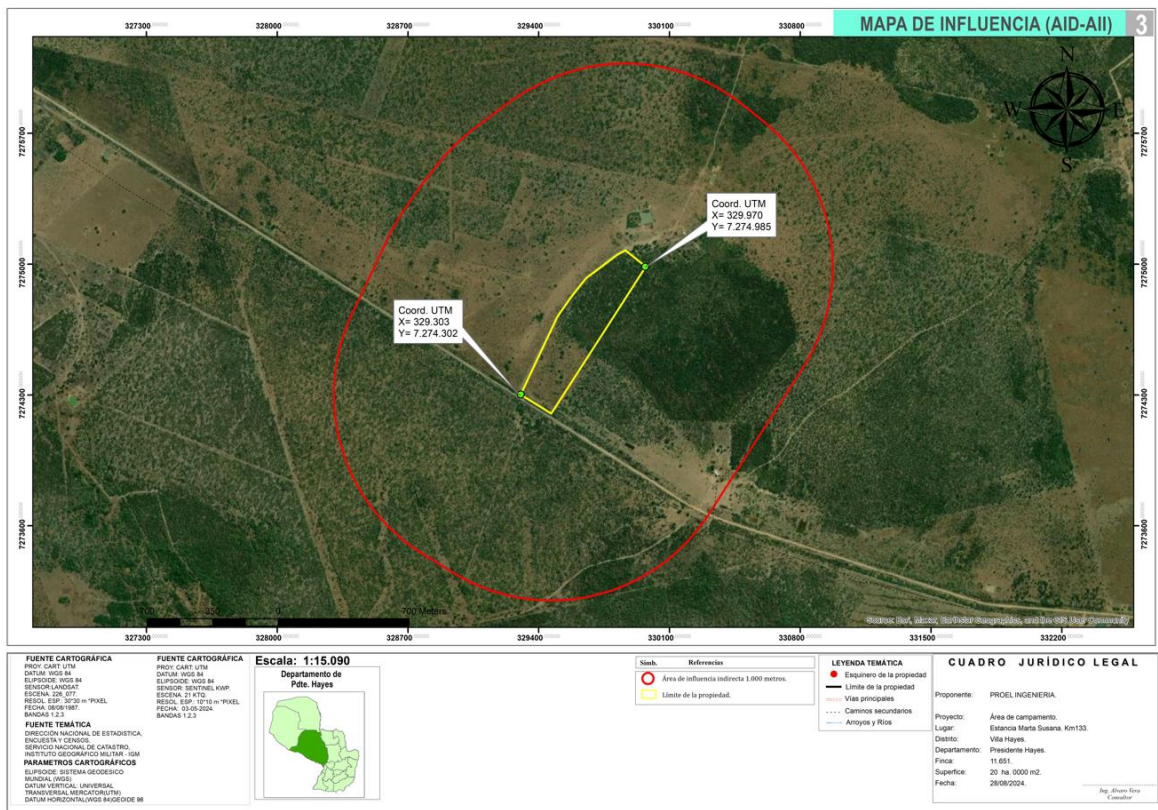 MAPA DE INFLUENCIA (AID-AII) 3
327300 328000 328700 329400 330100 330800
N
W E
S
7275700
7275700
Coord. UTM
X= 329.970
Y= 7.274.985
7275000
7275000
Coord. UTM
X= 329.303
Y= 7.274.302
7274300
7274300
7273600
7273600
700 350 0 700 Meters
Source: Esri, Maxar, Earthstar Geographics, and the GIS User Community
327300 328000 328700 329400 330100 330800 331500 332200
FUENTE CARTOGRÁFICA
PROY. CART: UTM
DATUM: WGS 84
ELIPSOIDE: WGS 84
SENSOR:LANDSAT.
ESCENA: 226_077.
RESOL. ESP: 30*30 m *PIXEL
FECHA: 08/08/1987.
BANDAS 1,2,3
FUENTE CARTOGRÁFICA
PROY. CART: UTM
DATUM: WGS 84
ELIPSOIDE: WGS 84
SENSOR: SENTINEL KWP.
ESCENA. 21 KTQ.
RESOL. ESP: 10*10 m *PIXEL
FECHA: 03-05-2024.
BANDAS 1,2,3
FUENTE TEMÁTICA
DIRECCIÓN NACIONAL DE ESTADISTICA,
ENCUESTA Y CENSOS,
SERVICIO NACIONAL DE CATASTRO,
INSTITUTO GEOGRÁFICO MILITAR - IGM
PARAMETROS CARTOGRÁFICOS
ELIPSOIDE: SISTEMA GEODESICO
MUNDIAL (WGS)
DATUM VERTICAL: UNIVERSAL
TRANSVERSAL MERCATOR(UTM)
DATUM HORIZONTAL(WGS 84)GEOIDE 96
Escala: 1:15.090
Departamento de
Pdte. Hayes
Simb. Referencias
Área de influencia indirecta 1.000 metros.
Límite de la propiedad.
LEYENDA TEMÁTICA
Esquinero de la propiedad
Límite de la propiedad
Vías principales
Caminos secundarios
Arroyos y Ríos
CUADRO JURÍDICO LEGAL
Proponente: PROEL INGENIERIA.
Proyecto: Área de campamento.
Lugar: Estancia Marta Susana. Km133.
Distrito: Villa Hayes.
Departamento: Presidente Hayes.
Finca: 11.651.
Superfice: 20 ha. 0000 m2.
Fecha: 28/08/2024.
Ing. Alvaro Vera
Consultor